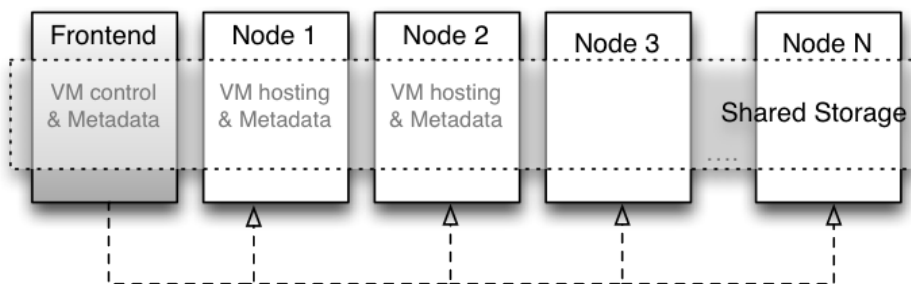 Frontend
Node 1
Node 2
Node 3
Node N
VM control
& Metadata
VM hosting
& Metadata
VM hosting
& Metadata
Shared Storage
....